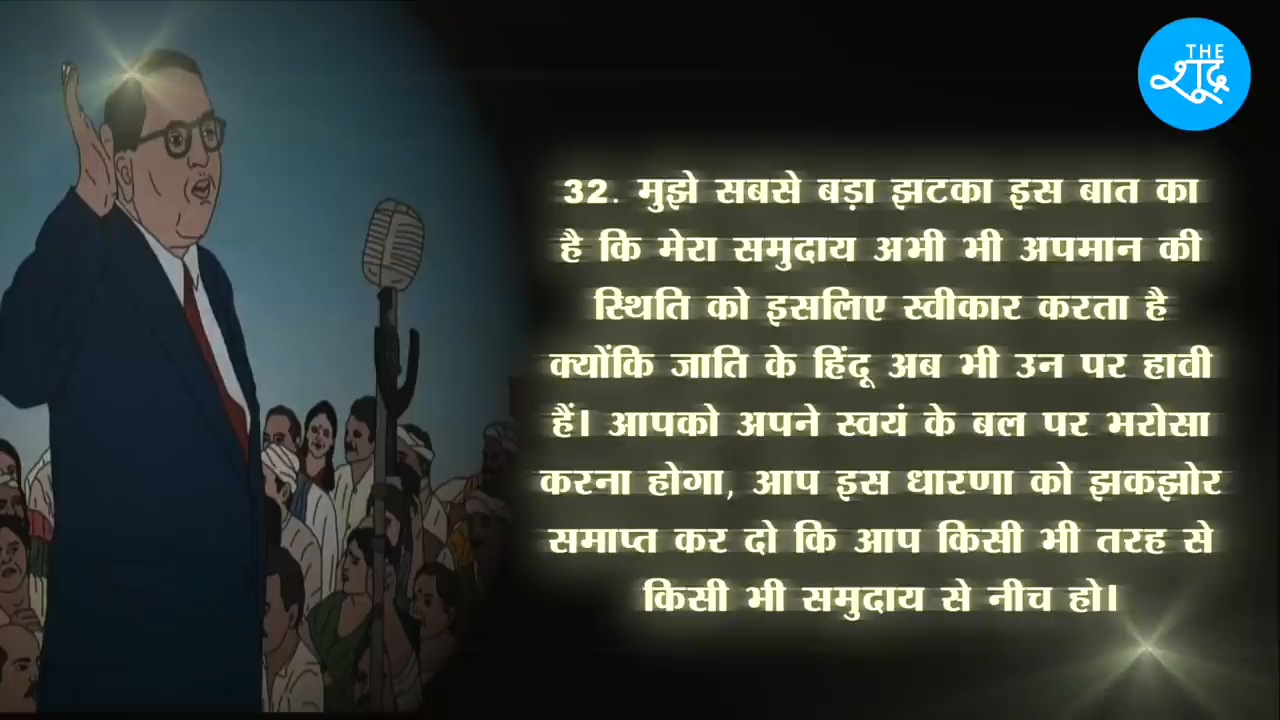 THE
शूद्र
32. मुझे सबसे बड़ा झटका इस बात का
है कि मेरा समुदाय अभी भी अपमान की
स्थिति को इसलिए स्वीकार करता है
क्योंकि जाति के हिंदू अब भी उन पर हावी
हैं। आपको अपने स्वयं के बल पर भरोसा
करना होगा, आप इस धारणा को झकझोर
समाप्त कर दो कि आप किसी भी तरह से
किसी भी समुदाय से नीच हो।